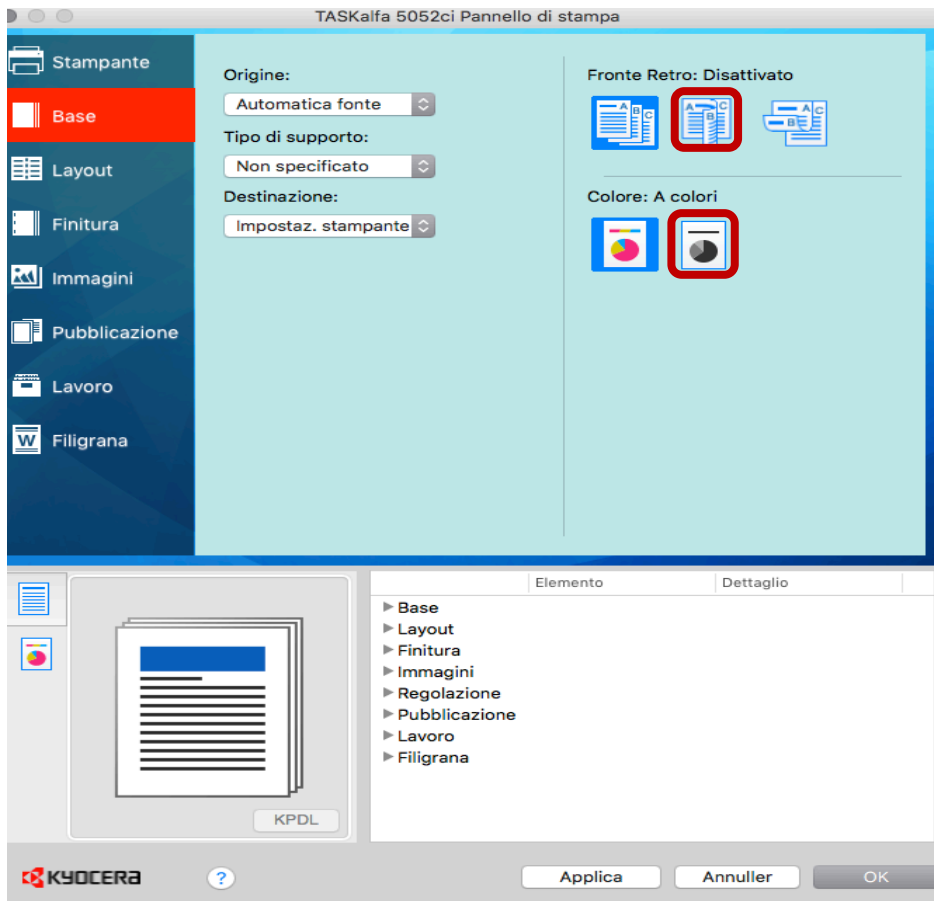 TASKalfa 5052ci Pannello di stampa
Stampante
Base
Layout
Finitura
Immagini
Pubblicazione
Lavoro
W Filigrana
Origine:
Automatica fonte
Tipo di supporto:
Non specificato
Destinazione:
Impostaz. stampante
Fronte Retro: Disattivato
A B C
A B C
A B C
Colore: A colori
KPDL
Elemento Dettaglio
Base
Layout
Finitura
Immagini
Regolazione
Pubblicazione
Lavoro
Filigrana
KYOCERA ? Applica Annuller OK